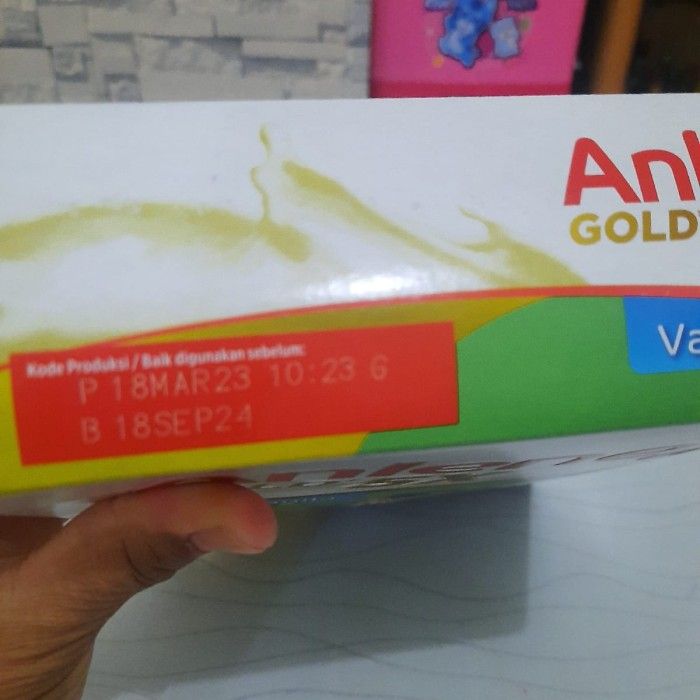 GOLD
Kode Produksi / Baik digunakan sebelum:
P 18MAR23 10:23 G
B 18SEP24